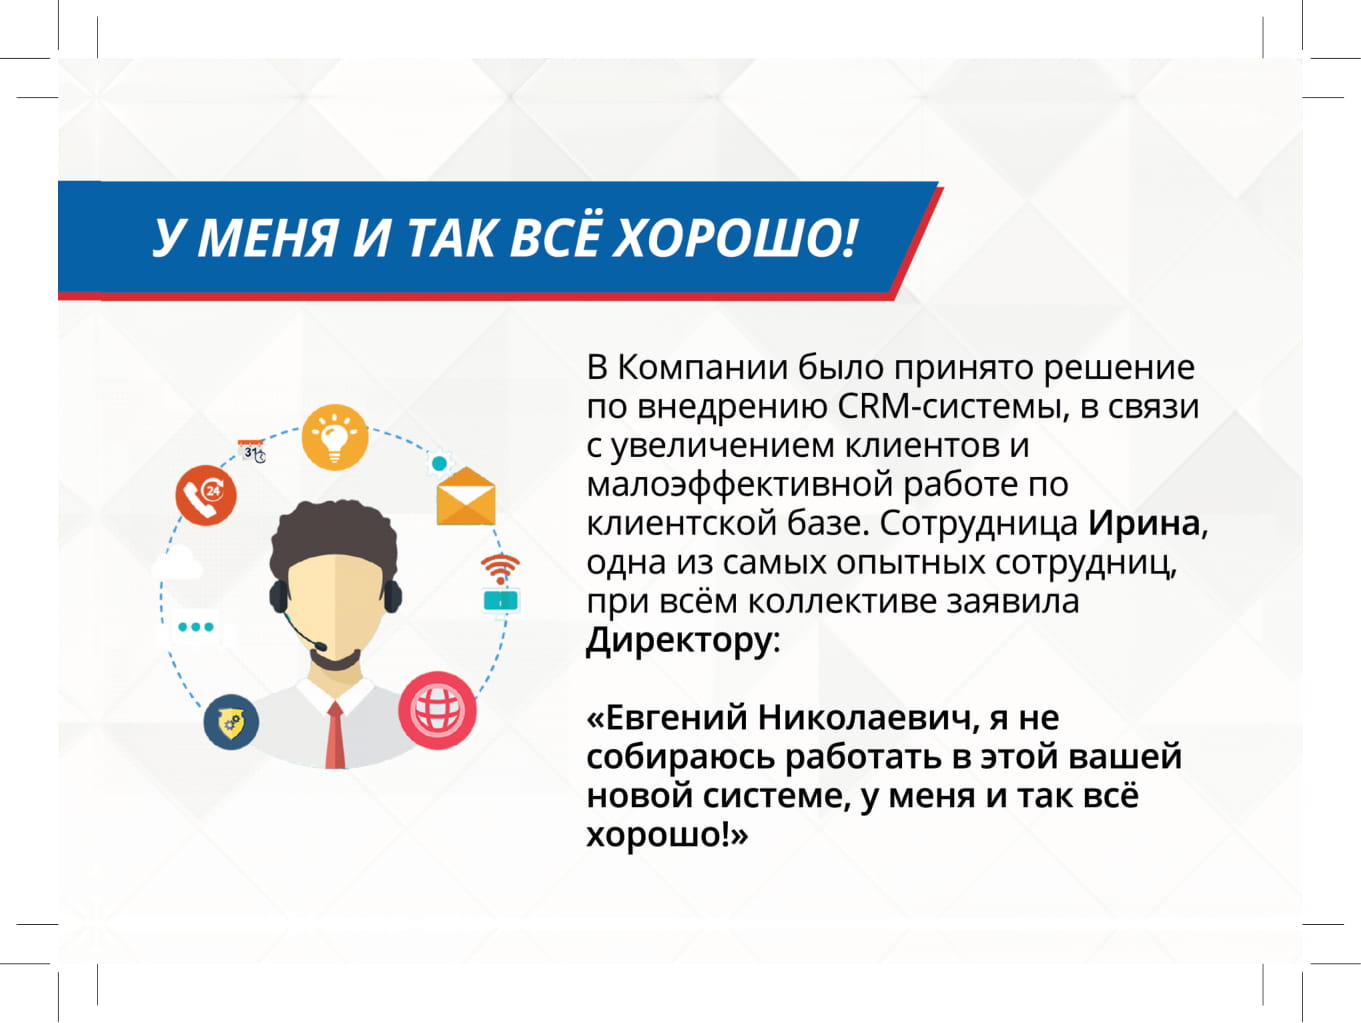 У МЕНЯ И ТАК ВСЁ ХОРОШО!
31
24
В Компании было принято решение
по внедрению CRM-системы, в связи
с увеличением клиентов и
малоэффективной работе по
клиентской базе. Сотрудница Ирина,
одна из самых опытных сотрудниц,
при всём коллективе заявила
Директору:
«Евгений Николаевич, я не
собираюсь работать в этой вашей
новой системе, у меня и так всё
хорошо!»